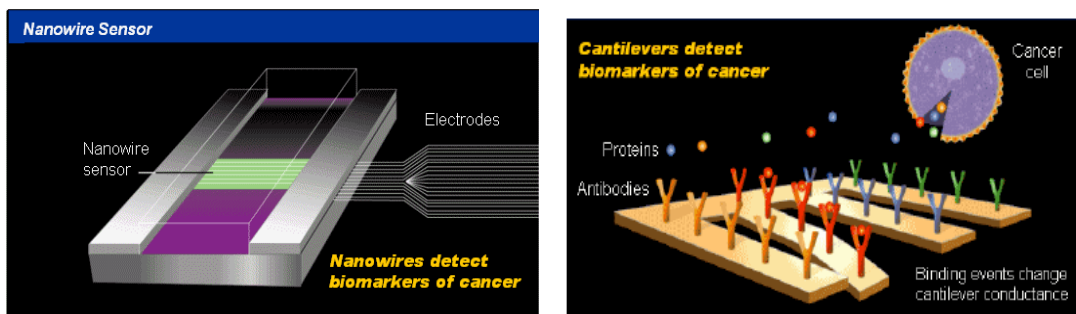 Nanowire Sensor
Electrodes
Nanowire
sensor
Nanowires detect
biomarkers of cancer
Cantilevers detect
biomarkers of cancer
Cancer
cell
Proteins
Antibodies
Binding events change
cantilever conductance